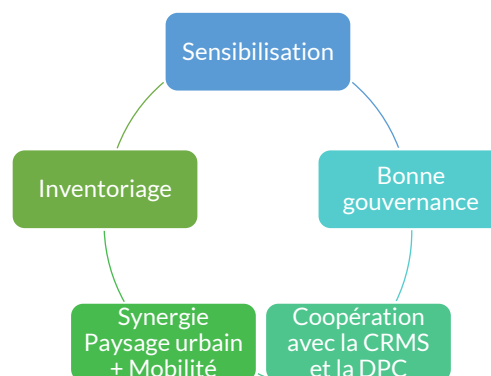 Sensibilisation
Bonne
gouvernance
Coopération
avec la CRMS
et la DPC
Synergie
Paysage urbain
+ Mobilité
Inventoriage